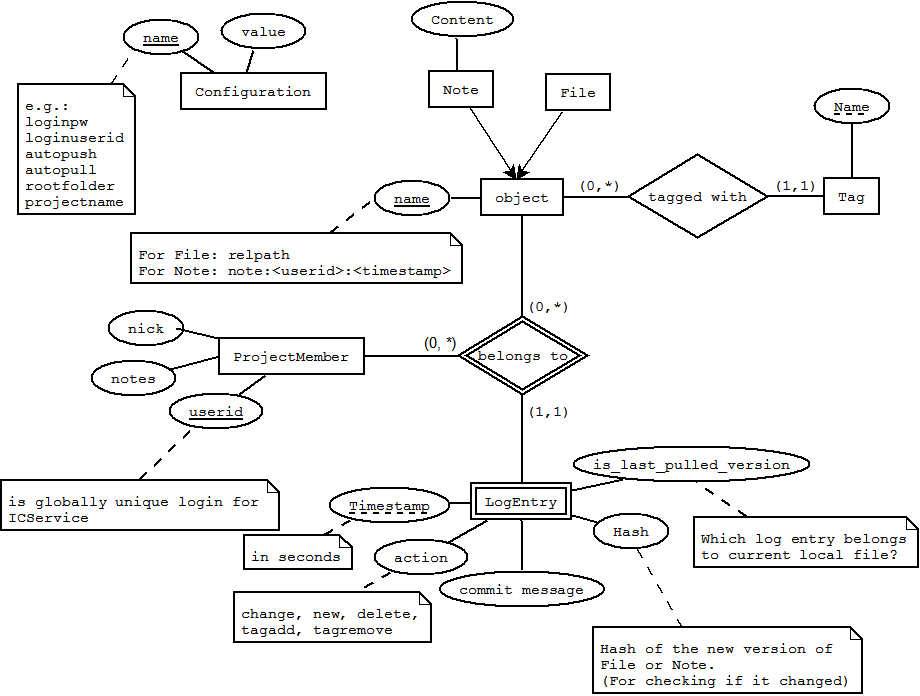 Content
name
value
Configuration
Note
File
e.g.:
loginpw
loginuserid
autopush
autopull
rootfolder
projectname
Name
name
object
(0,*)
tagged with
(1,1)
Tag
For File: relpath
For Note: note:<userid>:<timestamp>
(0,*)
nick
ProjectMember
(0, *)
belongs to
notes
userid
(1,1)
is_last_pulled_version
is globally unique login for
ICService
Timestamp
LogEntry
Hash
Which log entry belongs
to current local file?
in seconds
action
commit message
change, new, delete,
tagadd, tagremove
Hash of the new version of
File or Note.
(For checking if it changed)